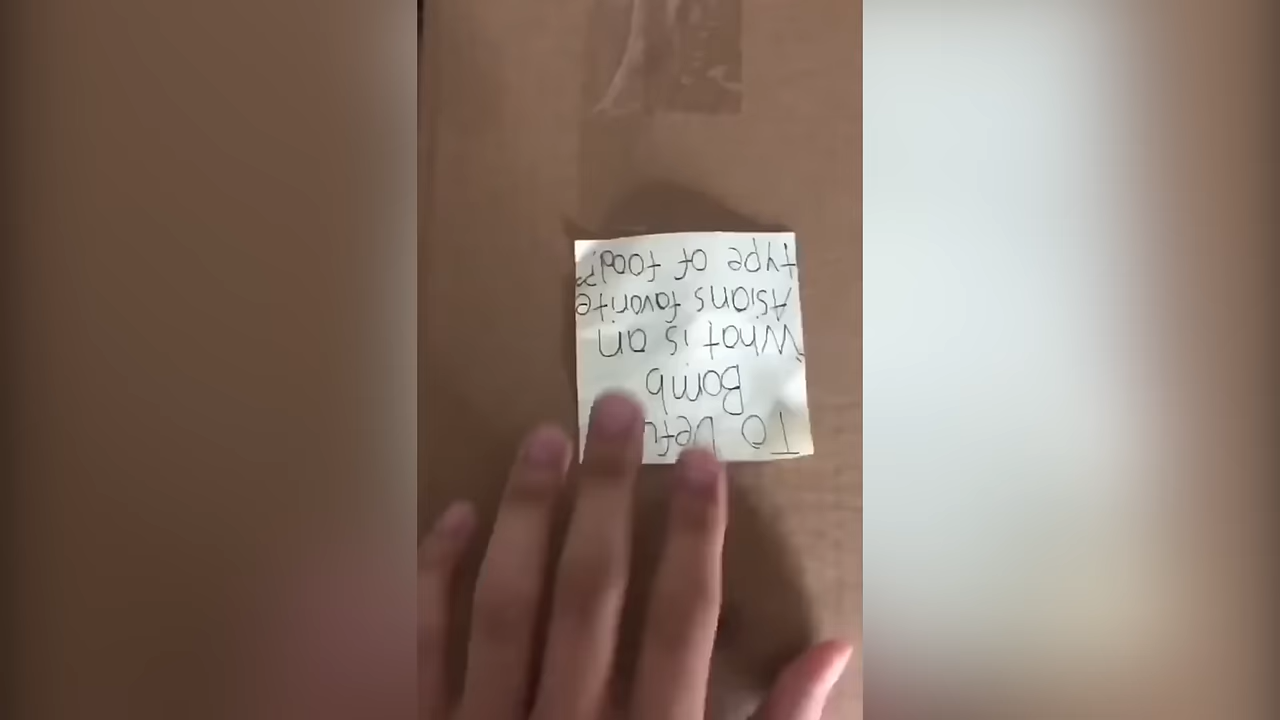 To
Bomb
What is an
Asians favorite
type of food??